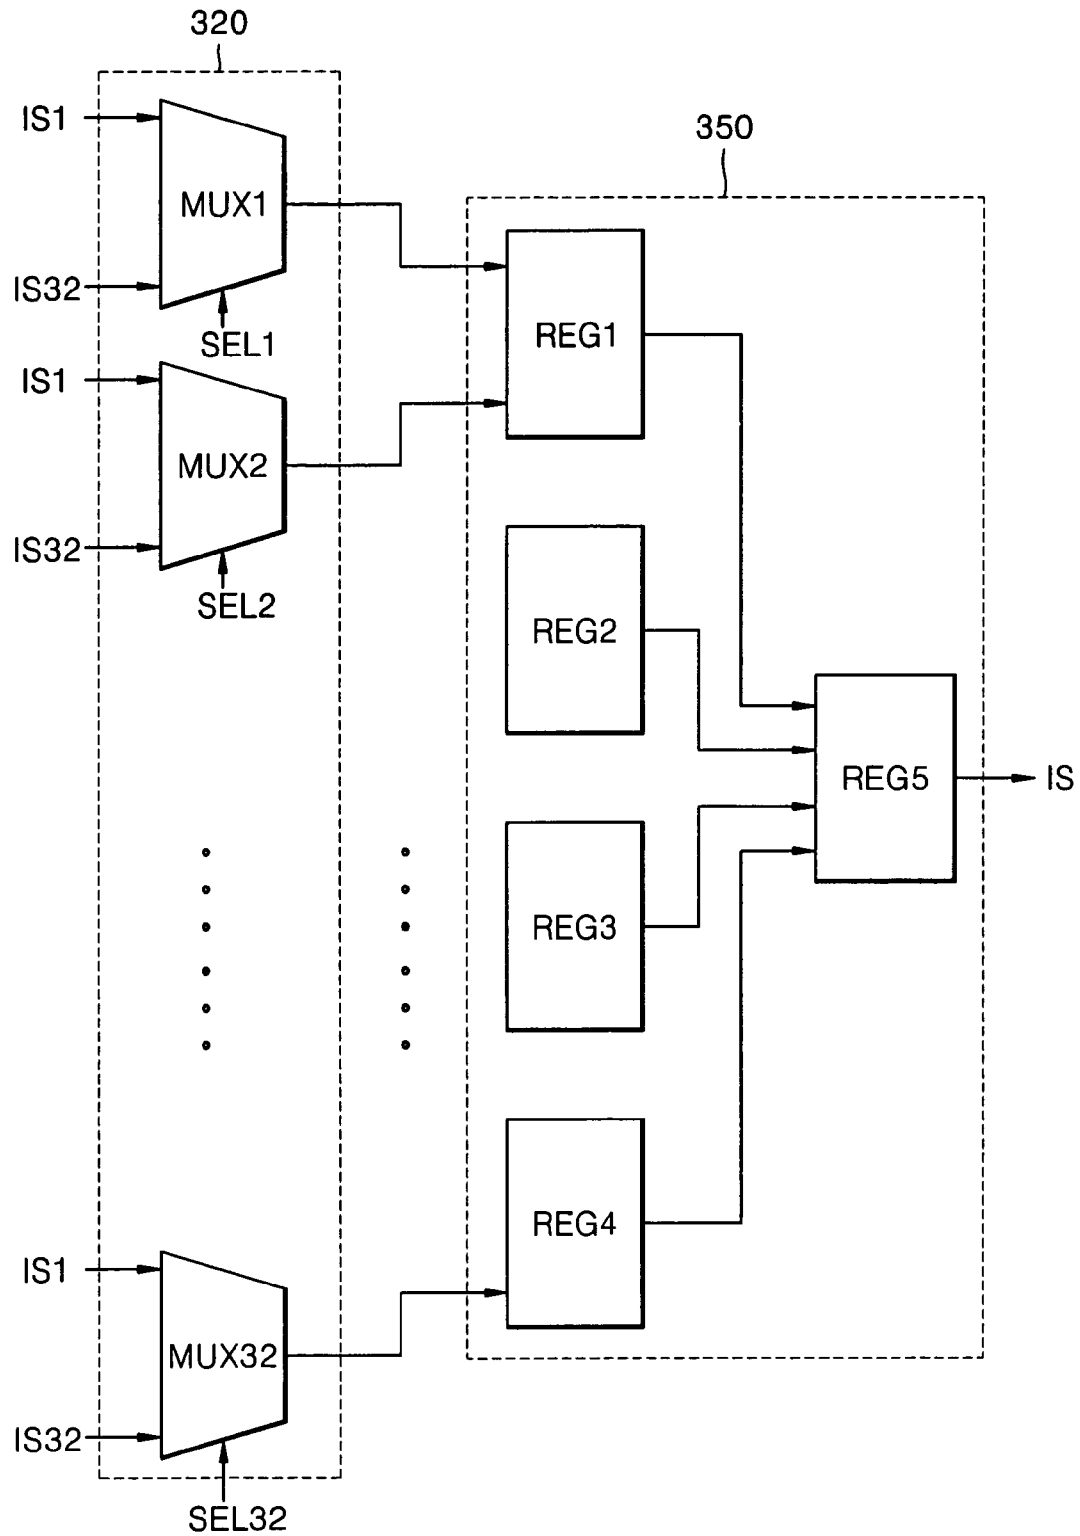 320
350
IS1
MUX1
IS32
SEL1
REG1
IS1
MUX2
IS32
SEL2
REG2
REG5
IS
REG3
REG4
IS1
MUX32
IS32
SEL32